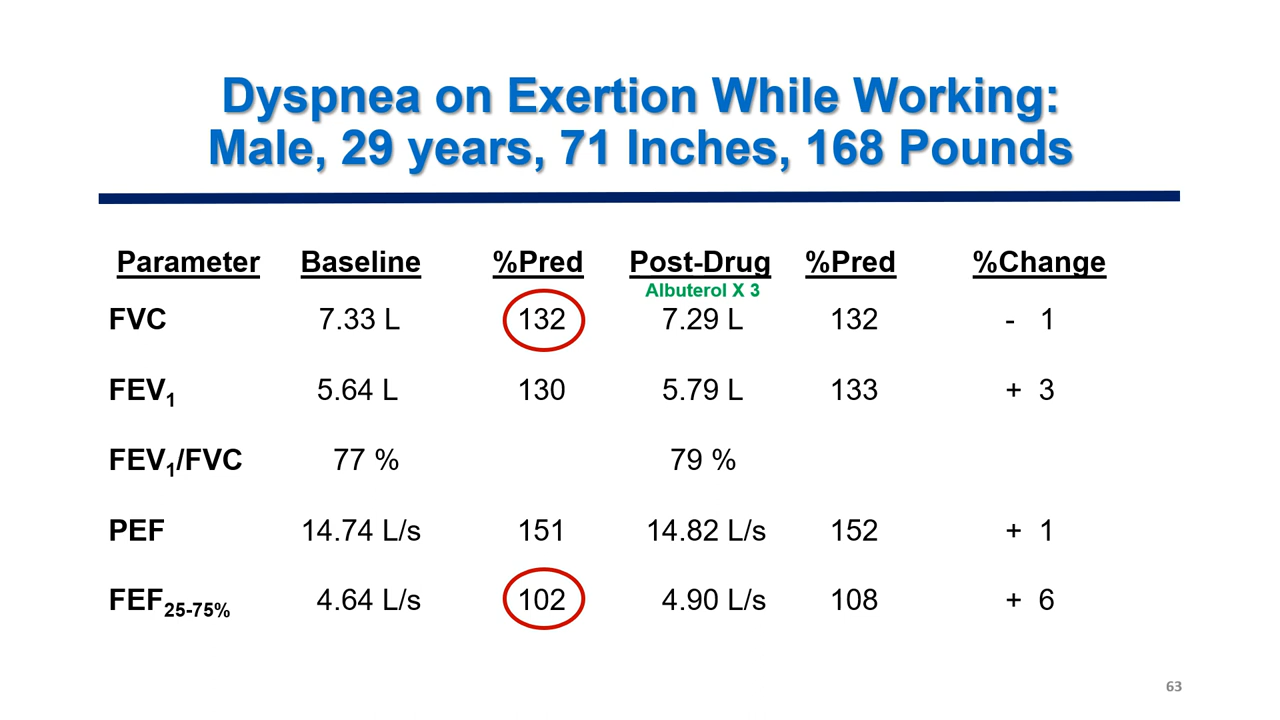 Dyspnea on Exertion While Working:
Male, 29 years, 71 Inches, 168 Pounds
Parameter Baseline %Pred Post-Drug %Pred %Change
Albuterol X 3
FVC 7.33 L 132 7.29 L 132 - 1
FEV1 5.64 L 130 5.79 L 133 + 3
FEV1/FVC 77 % 79 %
PEF 14.74 L/s 151 14.82 L/s 152 + 1
FEF25-75% 4.64 L/s 102 4.90 L/s 108 + 6
63